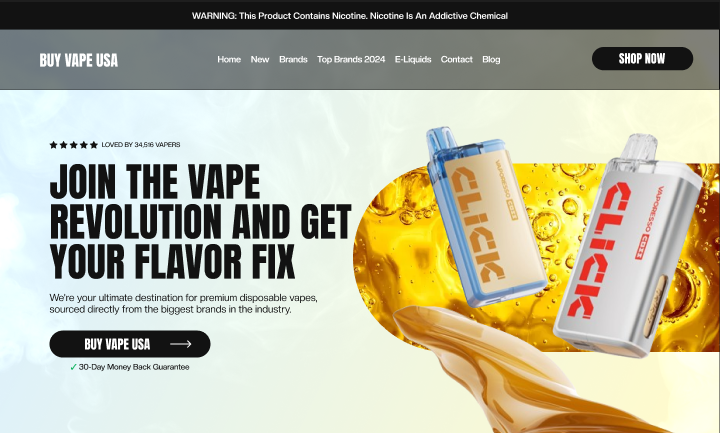 WARNING: This Product Contains Nicotine. Nicotine Is An Addictive Chemical
BUY VAPE USA
Home New Brands Top Brands 2024 E-Liquids Contact Blog
SHOP NOW
LOVED BY 34,516 VAPERS
JOIN THE VAPE
REVOLUTION AND GET
YOUR FLAVOR FIX
We're your ultimate destination for premium disposable vapes,
sourced directly from the biggest brands in the industry.
BUY VAPE USA
✓ 30-Day Money Back Guarantee
CLICK
VAPORESSO COIL
CLICK
VAPORESSO COIL